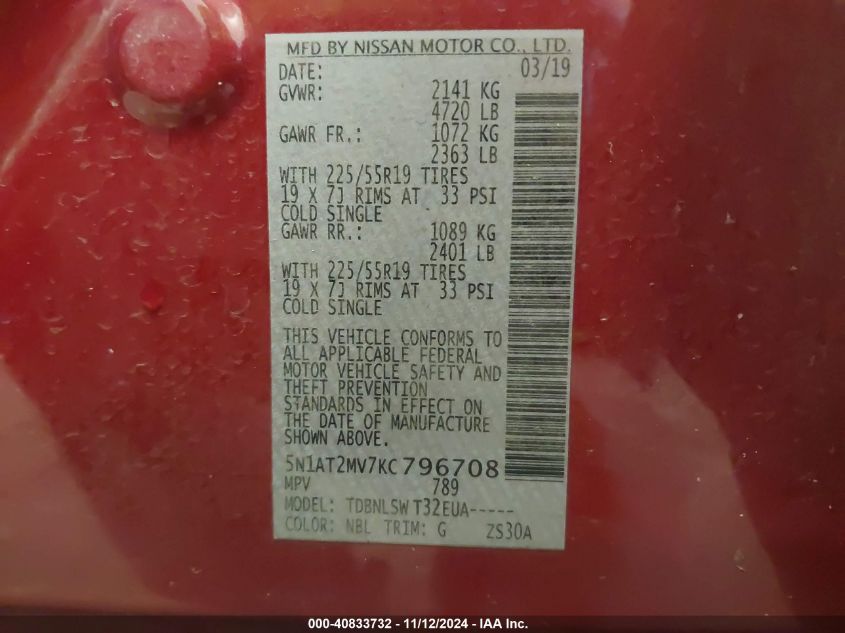 MFD BY NISSAN MOTOR CO., LTD.
DATE: 03/19
GVWR: 2141 KG
4720 LB
GAWR FR.: 1072 KG
2363 LB
WITH 225/55R19 TIRES
19 X 7J RIMS AT 33 PSI
COLD SINGLE
GAWR RR.: 1089 KG
2401 LB
WITH 225/55R19 TIRES
19 X 7J RIMS AT 33 PSI
COLD SINGLE
THIS VEHICLE CONFORMS TO
ALL APPLICABLE FEDERAL
MOTOR VEHICLE SAFETY AND
THEFT PREVENTION
STANDARDS IN EFFECT ON
THE DATE OF MANUFACTURE
SHOWN ABOVE.
5N1AT2MV7KC796708
MPV 789
MODEL: TDBNLSW T32EUA-----
COLOR: NBL TRIM: G ZS30A
000-40833732 - 11/12/2024 - IAA Inc.